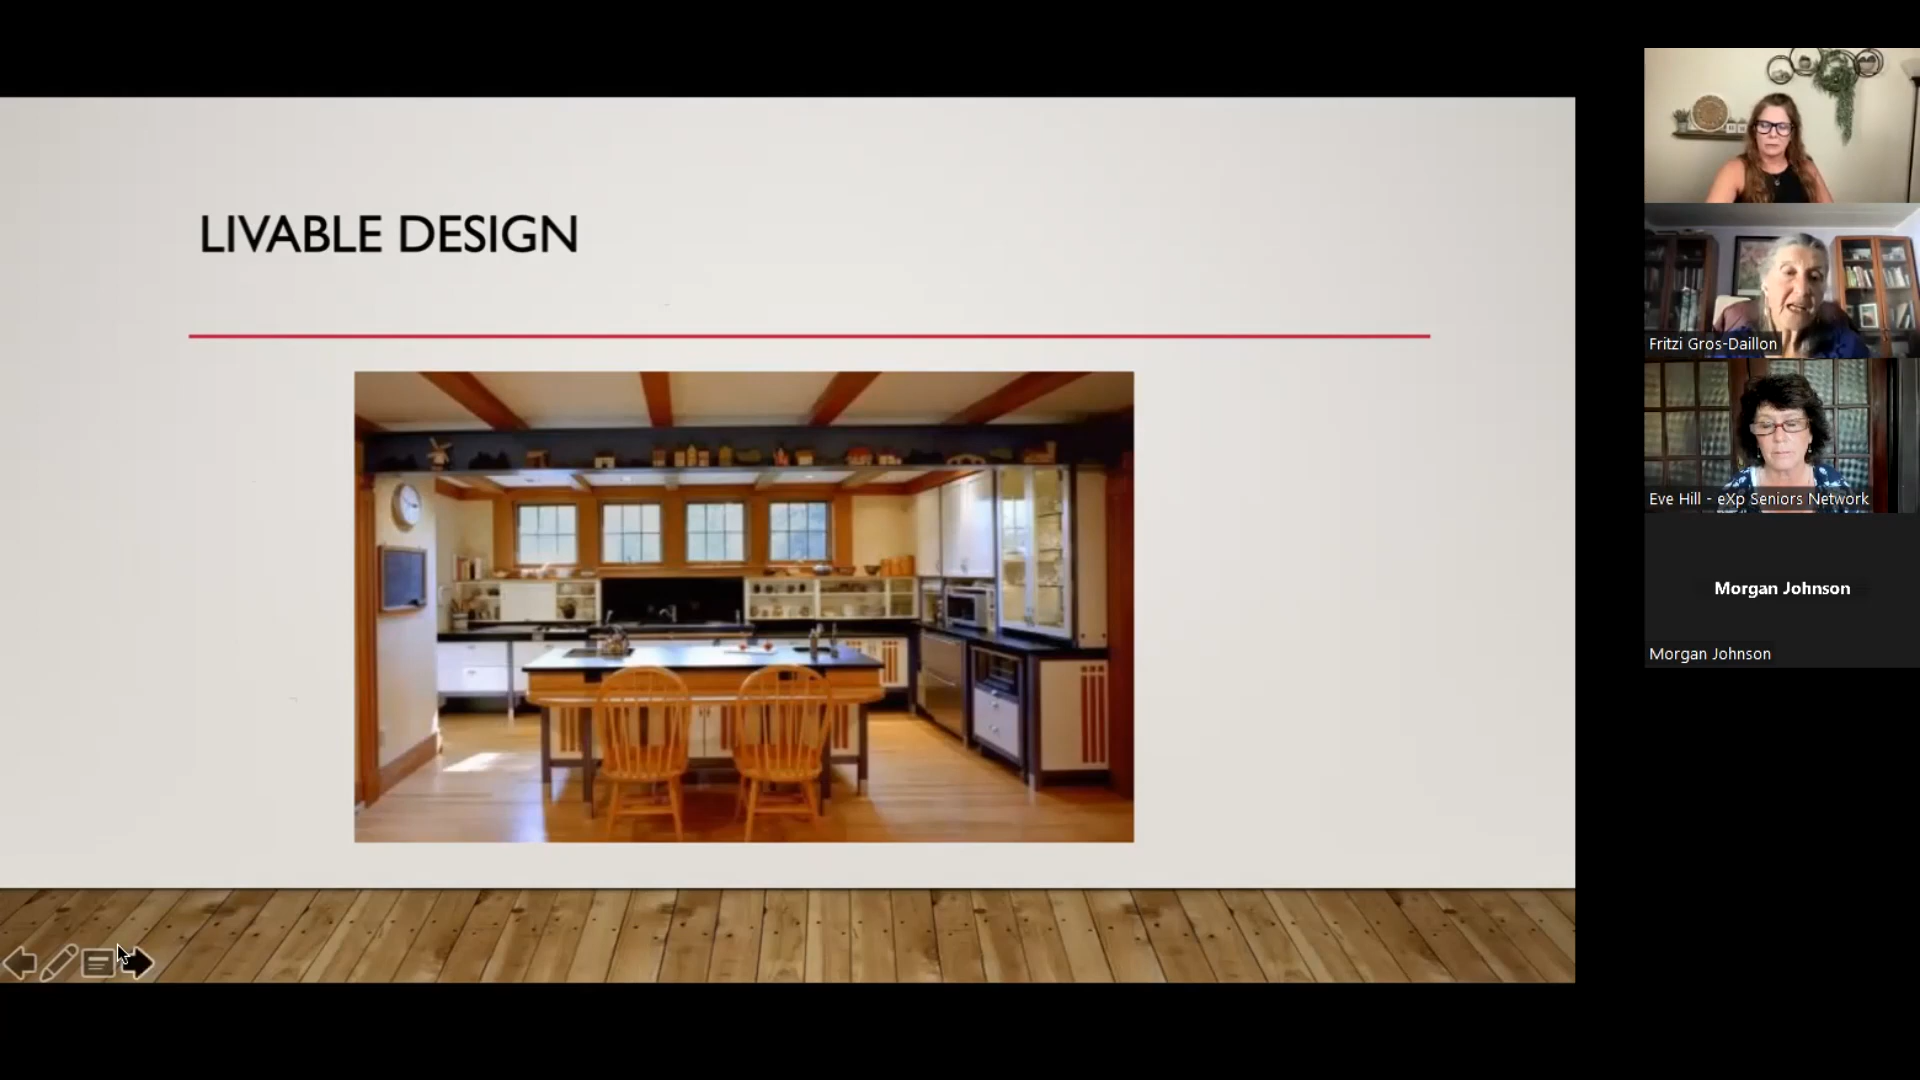 LIVABLE DESIGN
Fritzi Gros-Daillon
Eve Hill - eXp Seniors Network
Morgan Johnson
Morgan Johnson